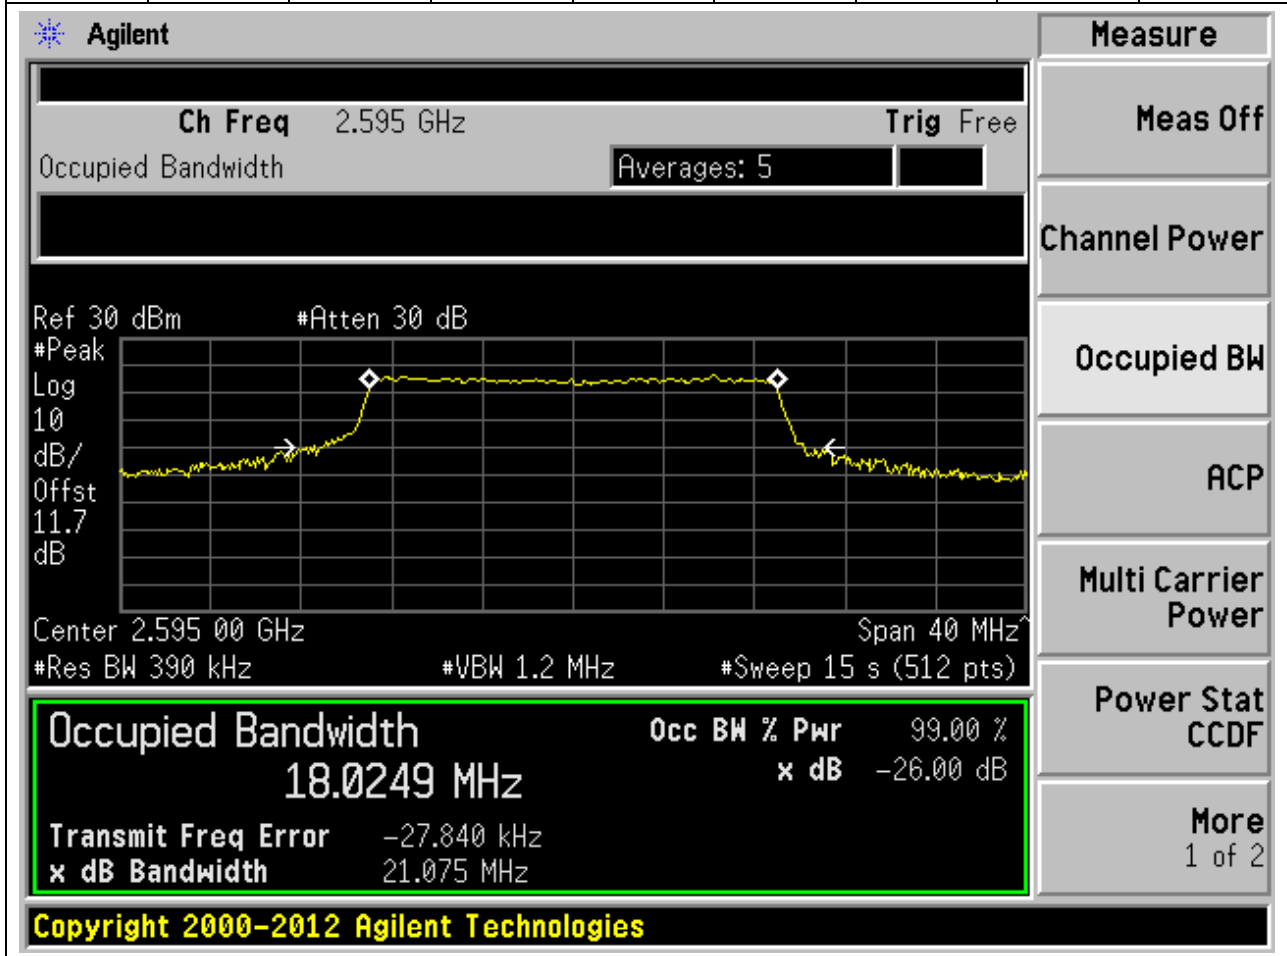 Agilent
Measure
Ch Freq 2.595 GHz Trig Free
Meas Off
Occupied Bandwidth Averages: 5
Channel Power
Ref 30 dBm #Atten 30 dB
#Peak
Log
10
dB/
Offst
11.7
dB
Occupied BW
ACP
Multi Carrier
Power
Center 2.595 00 GHz Span 40 MHz^
#Res BW 390 kHz #VBW 1.2 MHz #Sweep 15 s (512 pts)
Power Stat
CCDF
Occupied Bandwidth Occ BW % Pwr 99.00 %
18.0249 MHz x dB -26.00 dB
Transmit Freq Error -27.840 kHz
x dB Bandwidth 21.075 MHz
More
1 of 2
Copyright 2000-2012 Agilent Technologies